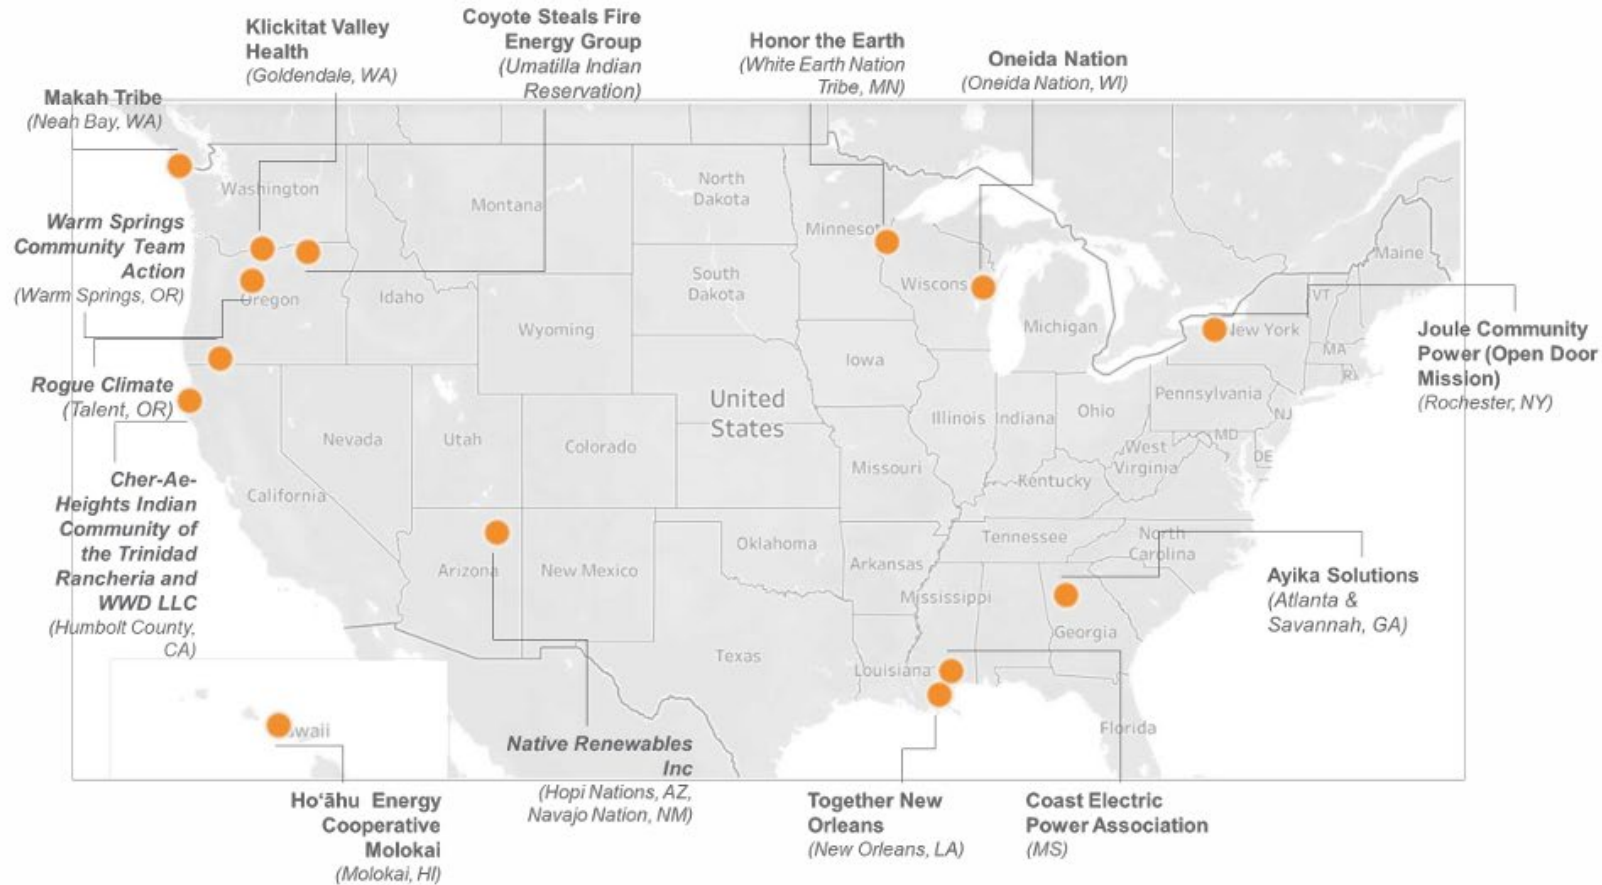 Klickitat Valley
Health
(Goldendale, WA)
Coyote Steals Fire
Energy Group
(Umatilla Indian
Reservation)
Honor the Earth
(White Earth Nation
Tribe, MN)
Oneida Nation
(Oneida Nation, WI)
Makah Tribe
(Neah Bay, WA)
Warm Springs
Community Team
Action
(Warm Springs, OR)
Rogue Climate
(Talent, OR)
Cher-Ae-
Heights Indian
Community of
the Trinidad
Rancheria and
WWD LLC
(Humbolt County,
CA)
Joule Community
Power (Open Door
Mission)
(Rochester, NY)
Ayika Solutions
(Atlanta &
Savannah, GA)
Native Renewables
Inc
(Hopi Nations, AZ,
Navajo Nation, NM)
Hoʻāhu Energy
Cooperative
Molokai
(Molokai, HI)
Together New
Orleans
(New Orleans, LA)
Coast Electric
Power Association
(MS)
Washington
Montana
North
Dakota
Minnesot
Maine
Oregon
Idaho
South
Dakota
Wiscons
VT
Wyoming
Michigan
New York
MA
RI
Iowa
Pennsylvania
United
States
Illinois
Indiana
Ohio
NJ
Nevada
Utah
Colorado
MD
West
Virginia
DE
Missouri
Kentucky
California
Oklahoma
Tennessee
North
Carolina
Arizona
New Mexico
Arkansas
Mississippi
Georgia
Texas
Louisiana
Florida
waii